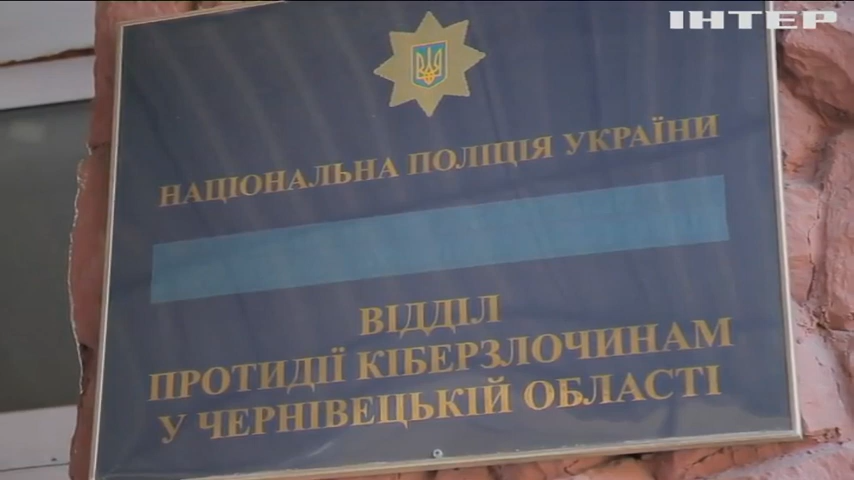 ІНТЕР
НАЦІОНАЛЬНА ПОЛІЦІЯ УКРАЇНИ
ВІДДІЛ
ПРОТИДІЇ КІБЕРЗЛОЧИНАМ
У ЧЕРНІВЕЦЬКІЙ ОБЛАСТІ